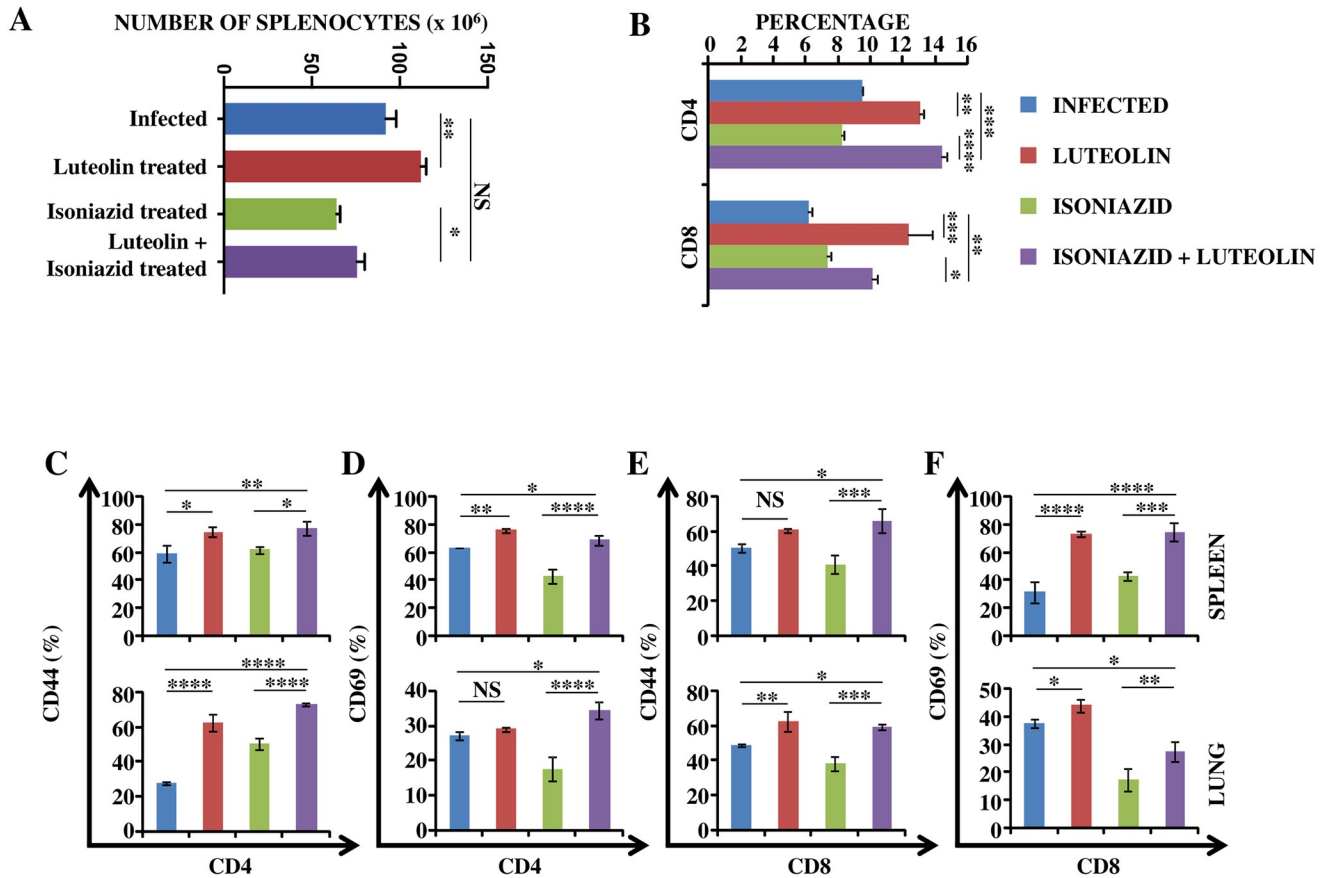 A
NUMBER OF SPLENOCYTES (x 10⁶)
0 50 100 150
Infected
Luteolin treated
Isoniazid treated
Luteolin +
Isoniazid treated
**
*
NS
B
PERCENTAGE
0 2 4 6 8 10 12 14 16
CD4
** *** ****
CD8
*** ** *
INFECTED
LUTEOLIN
ISONIAZID
ISONIAZID + LUTEOLIN
C
CD44 (%)
100
80
60
40
20
0
**
* *
80
60
40
20
0
****
**** ****
CD4
D
CD69 (%)
100
80
60
40
20
0
*
** ****
40
30
20
10
0
*
NS ****
CD4
E
CD44 (%)
80
60
40
20
0
*
NS ***
80
60
40
20
0
*
** ***
CD8
F
CD69 (%)
100
80
60
40
20
0
****
**** ***
SPLEEN
50
40
30
20
10
0
*
* **
LUNG
CD8